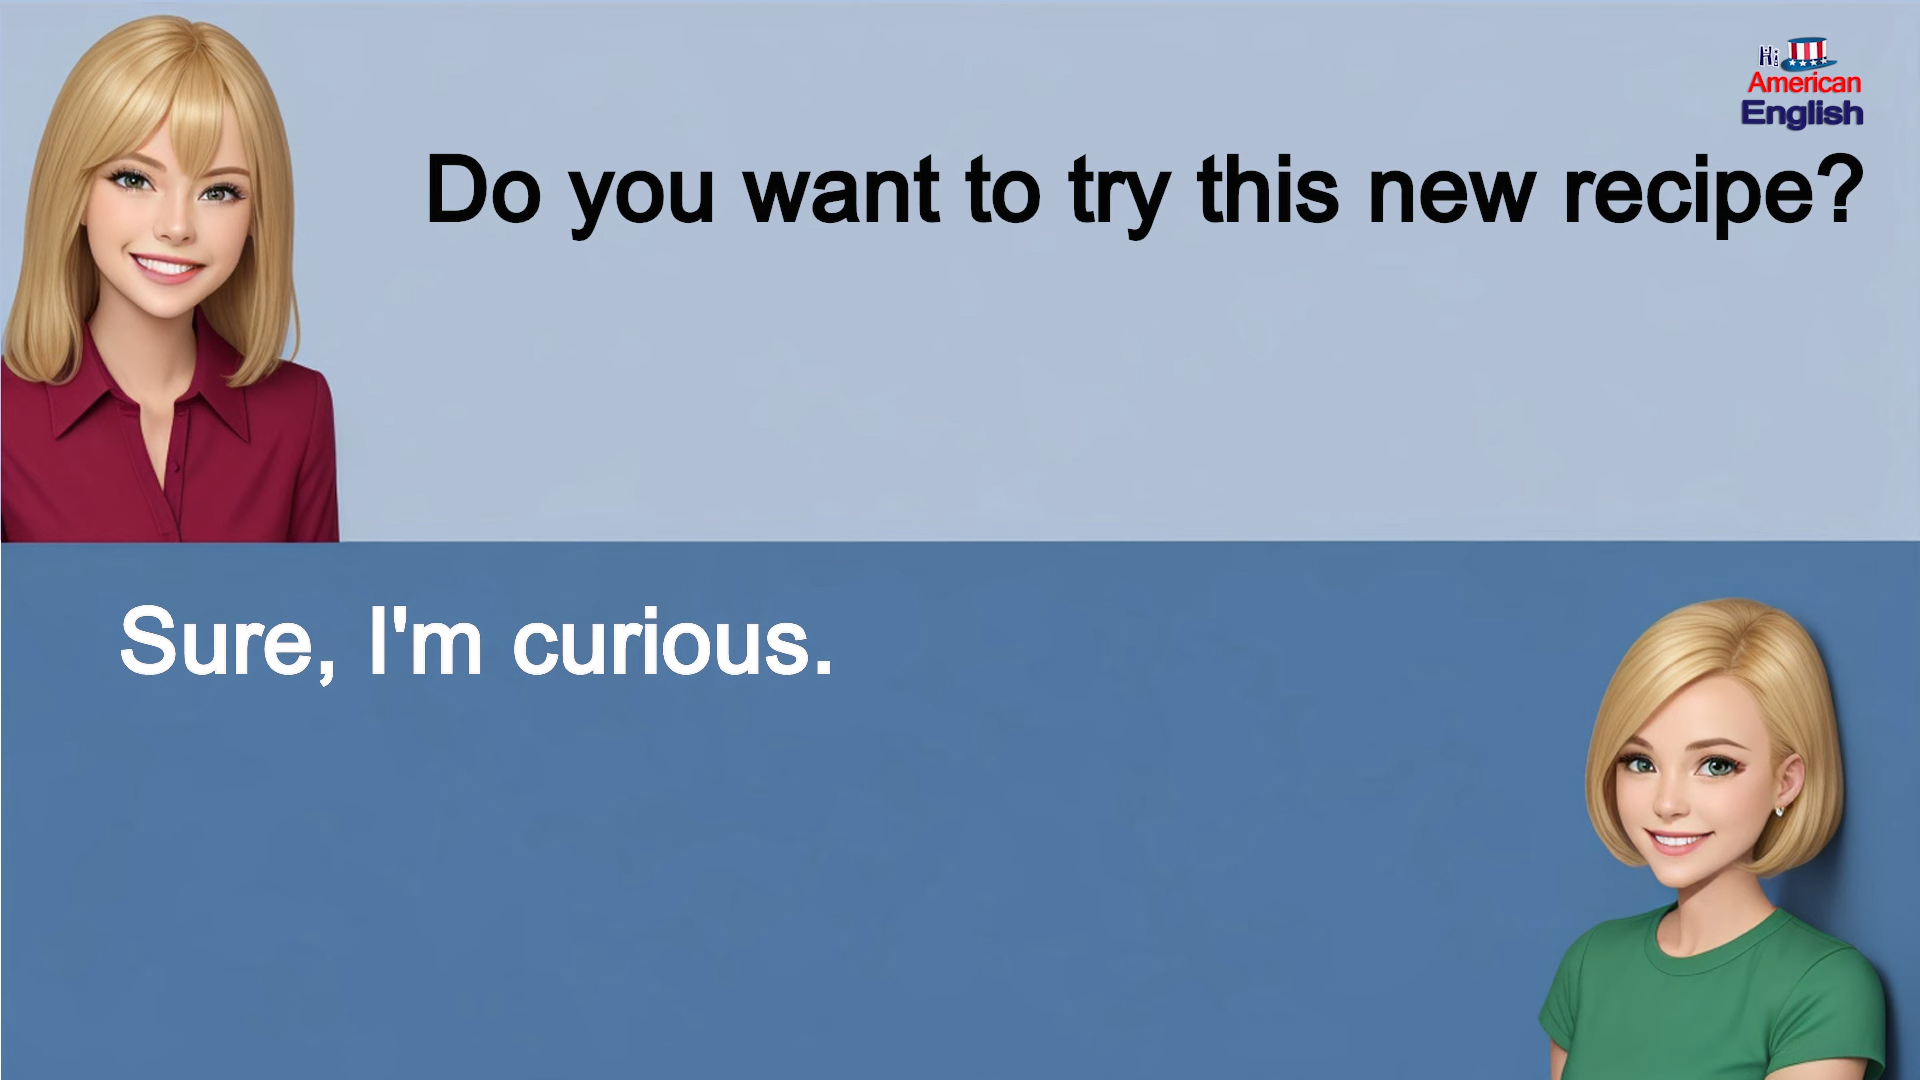 Hi
American
English
Do you want to try this new recipe?
Sure, I'm curious.